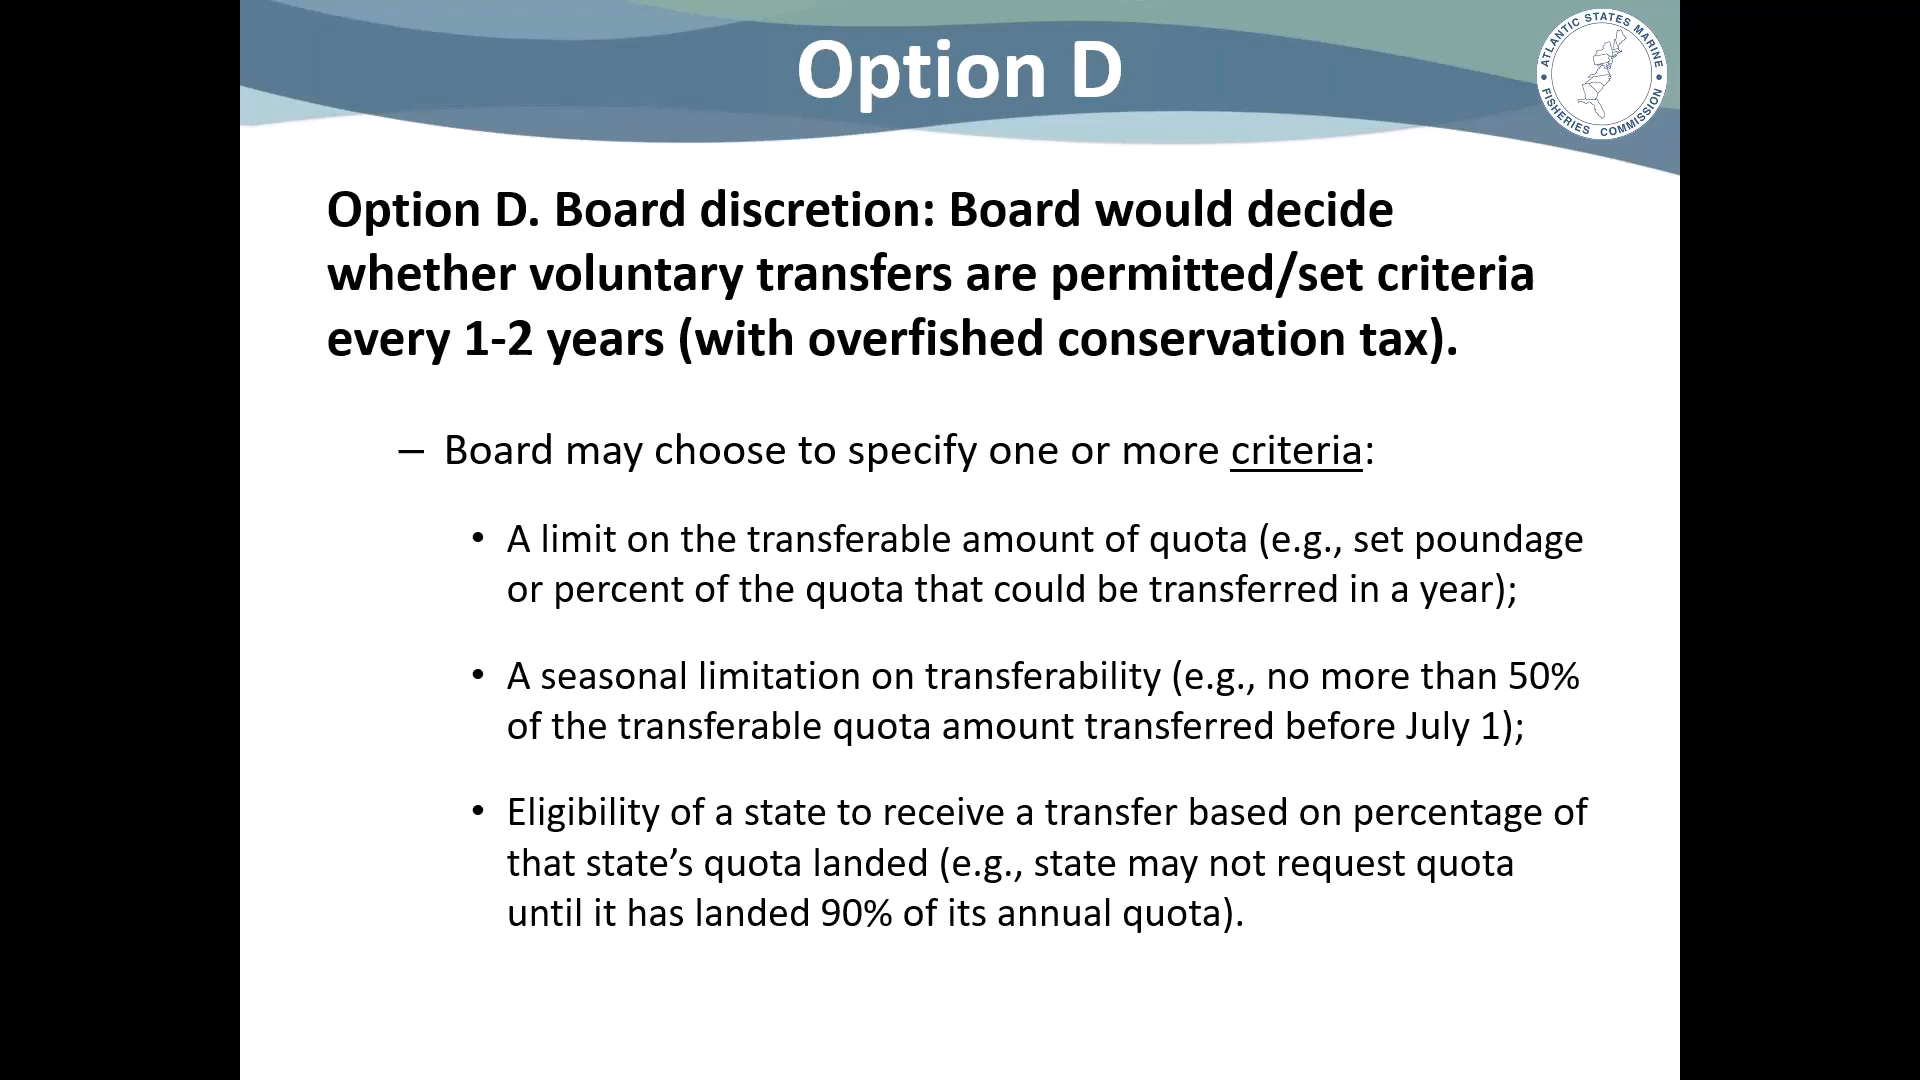 Option D
ATLANTIC STATES MARINE
FISHERIES COMMISSION
Option D. Board discretion: Board would decide
whether voluntary transfers are permitted/set criteria
every 1-2 years (with overfished conservation tax).
– Board may choose to specify one or more criteria:
• A limit on the transferable amount of quota (e.g., set poundage
or percent of the quota that could be transferred in a year);
• A seasonal limitation on transferability (e.g., no more than 50%
of the transferable quota amount transferred before July 1);
• Eligibility of a state to receive a transfer based on percentage of
that state’s quota landed (e.g., state may not request quota
until it has landed 90% of its annual quota).